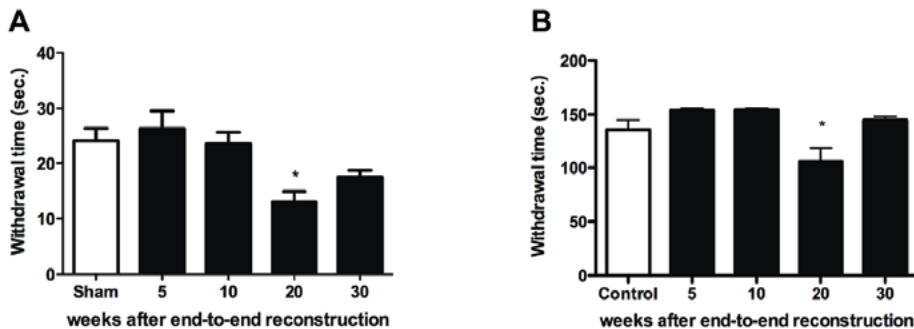 A
Withdrawal time (sec.)
40
30
20
10
0
*
Sham 5 10 20 30
weeks after end-to-end reconstruction
B
Withdrawal time (sec.)
200
150
100
50
0
*
Control 5 10 20 30
weeks after end-to-end reconstruction